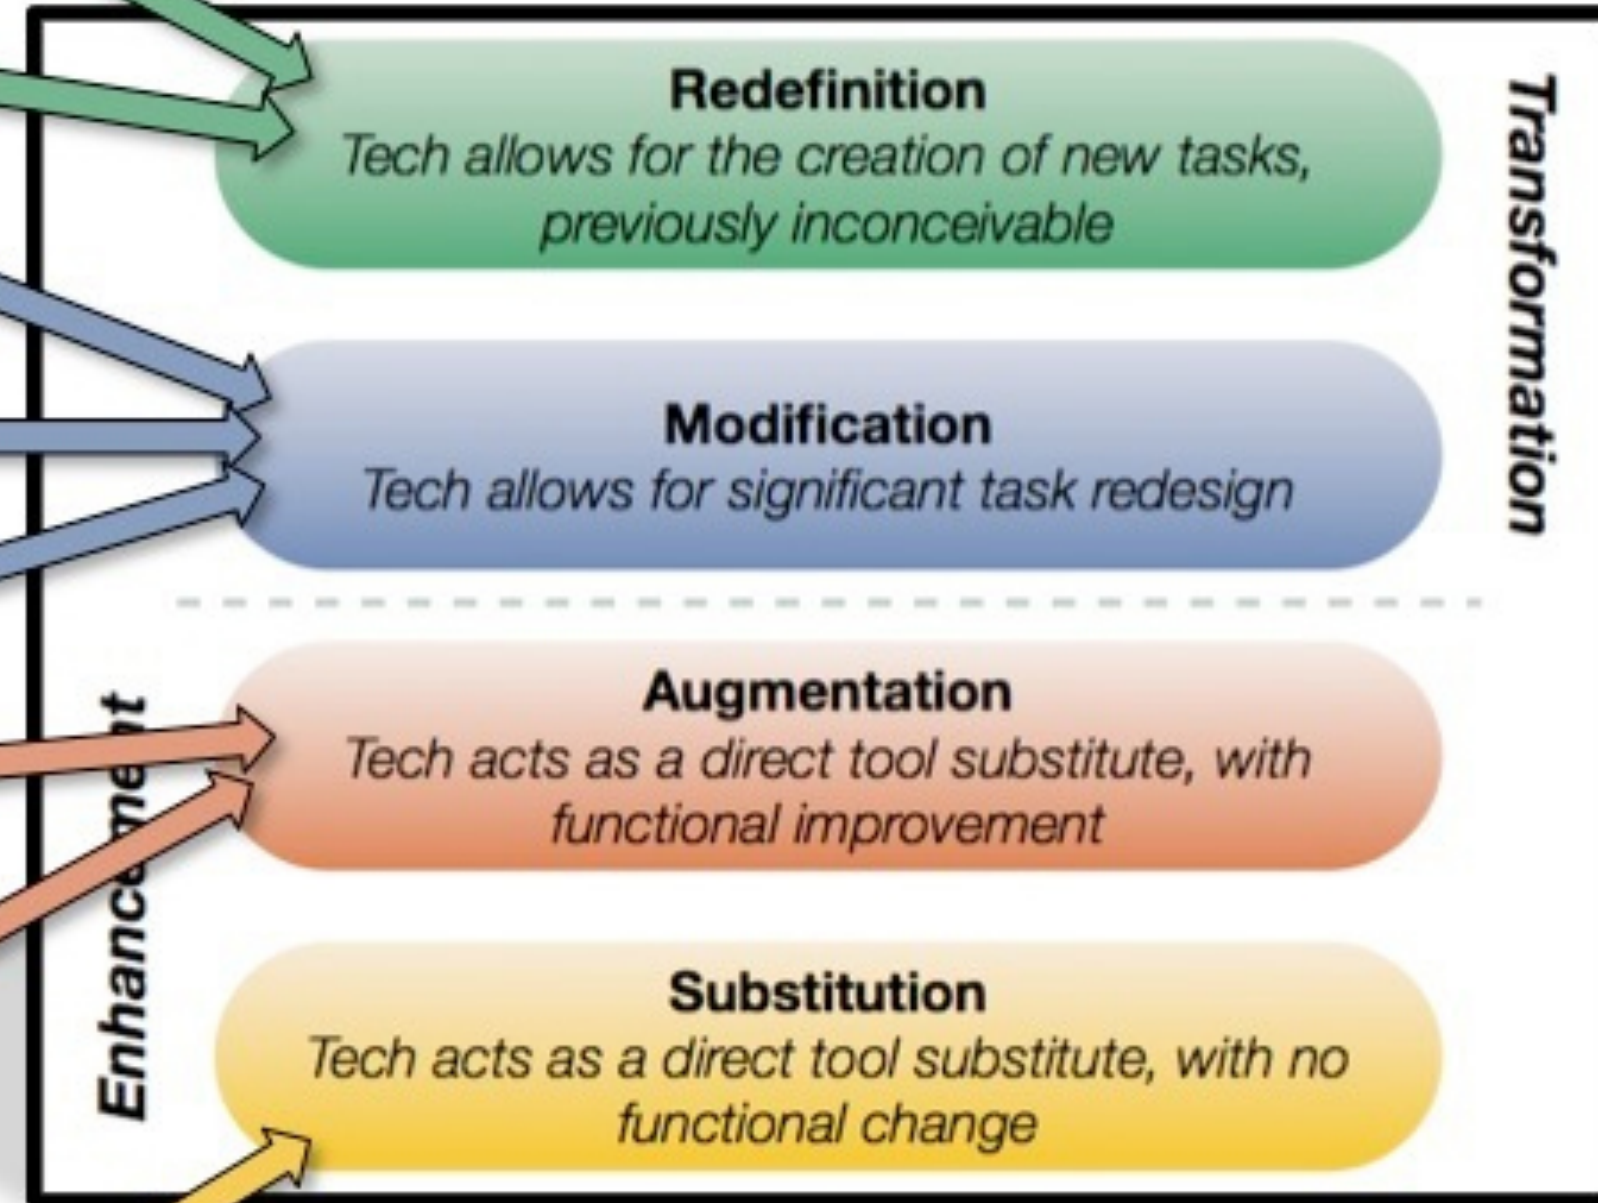 Redefinition
Tech allows for the creation of new tasks,
previously inconceivable
Transformation
Modification
Tech allows for significant task redesign
Augmentation
Tech acts as a direct tool substitute, with
functional improvement
Enhancement
Substitution
Tech acts as a direct tool substitute, with no
functional change